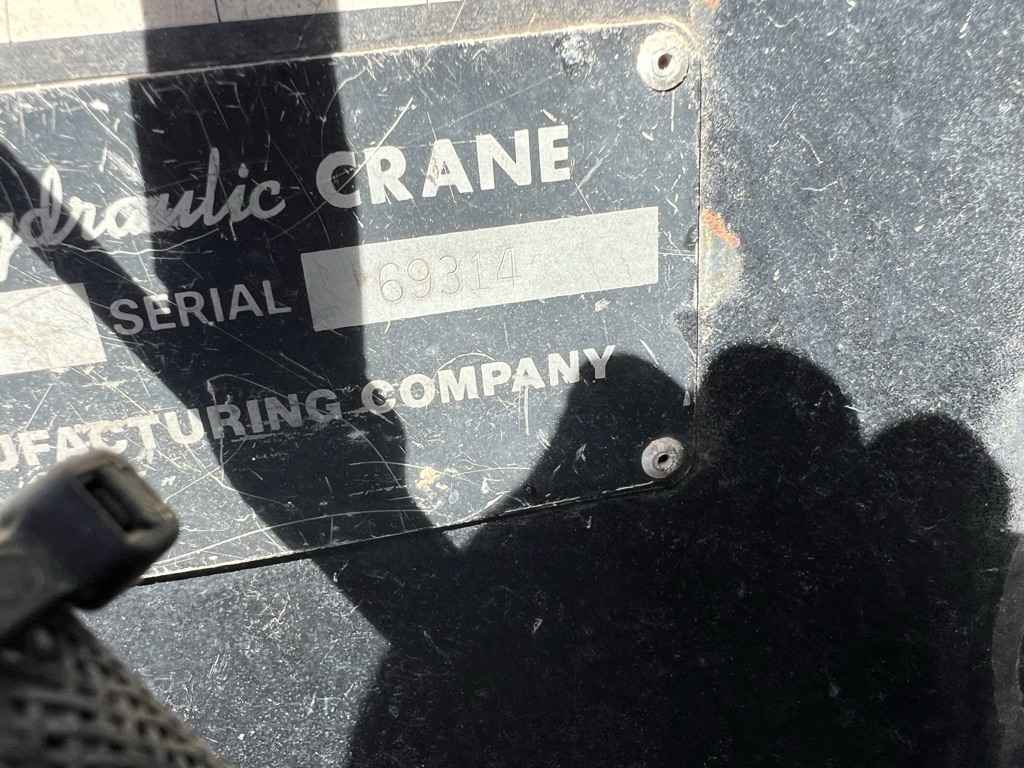 ydraulic CRANE
SERIAL 69314
UFACTURING COMPANY